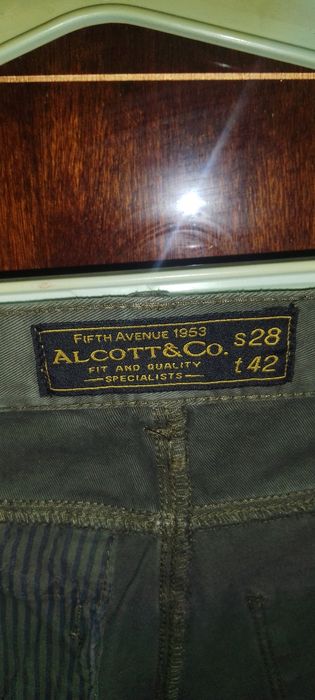 FIFTH AVENUE 1953
ALCOTT&CO.
FIT AND QUALITY
SPECIALISTS
s28
t42